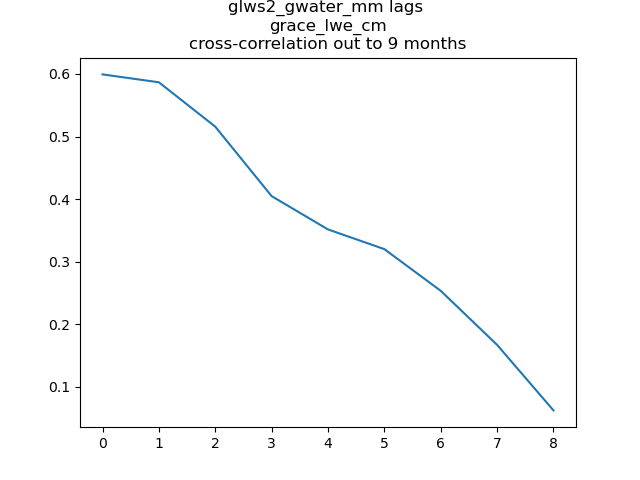 glws2_gwater_mm lags
grace_lwe_cm
cross-correlation out to 9 months
0.6
0.5
0.4
0.3
0.2
0.1
0 1 2 3 4 5 6 7 8